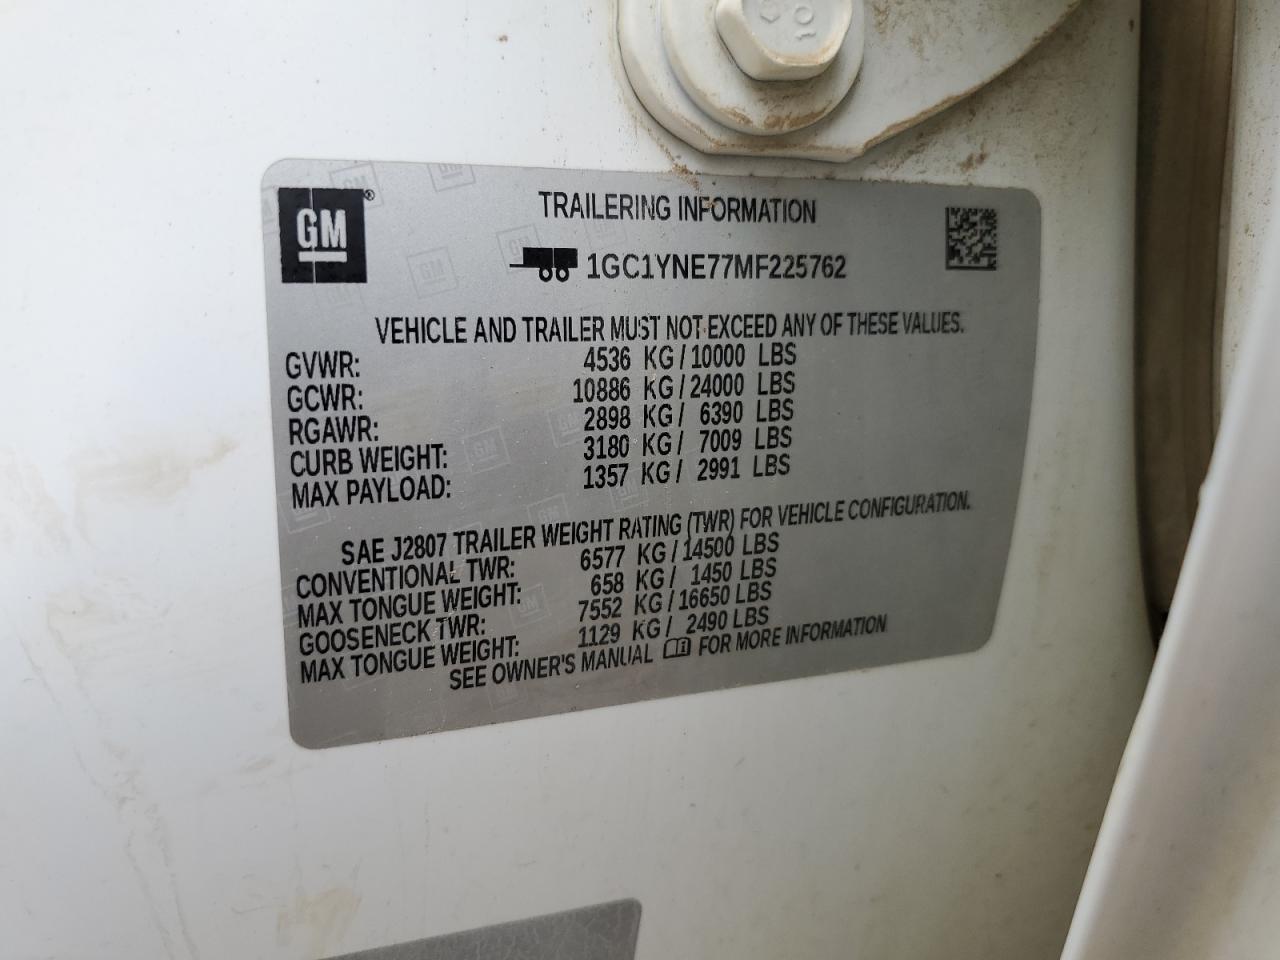 GM®
TRAILERING INFORMATION
1GC1YNE77MF225762
VEHICLE AND TRAILER MUST NOT EXCEED ANY OF THESE VALUES.
GVWR: 4536 KG / 10000 LBS
GCWR: 10886 KG / 24000 LBS
RGAWR: 2898 KG / 6390 LBS
CURB WEIGHT: 3180 KG / 7009 LBS
MAX PAYLOAD: 1357 KG / 2991 LBS
SAE J2807 TRAILER WEIGHT RATING (TWR) FOR VEHICLE CONFIGURATION.
CONVENTIONAL TWR: 6577 KG / 14500 LBS
MAX TONGUE WEIGHT: 658 KG / 1450 LBS
GOOSENECK TWR: 7552 KG / 16650 LBS
MAX TONGUE WEIGHT: 1129 KG / 2490 LBS
SEE OWNER'S MANUAL FOR MORE INFORMATION